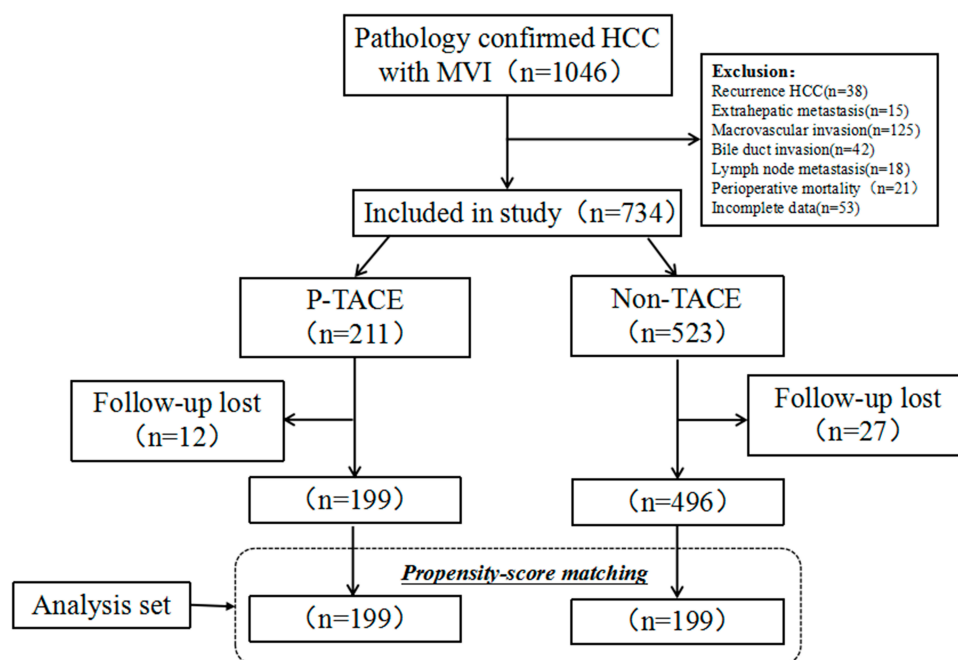 Pathology confirmed HCC
with MVI（n=1046）
Exclusion：
Recurrence HCC(n=38)
Extrahepatic metastasis(n=15)
Macrovascular invasion(n=125)
Bile duct invasion(n=42)
Lymph node metastasis(n=18)
Perioperative mortality（n=21）
Incomplete data(n=53)
Included in study（n=734）
P-TACE
（n=211）
Non-TACE
（n=523）
Follow-up lost
（n=12）
Follow-up lost
（n=27）
（n=199）
（n=496）
Propensity-score matching
Analysis set
（n=199）
（n=199）